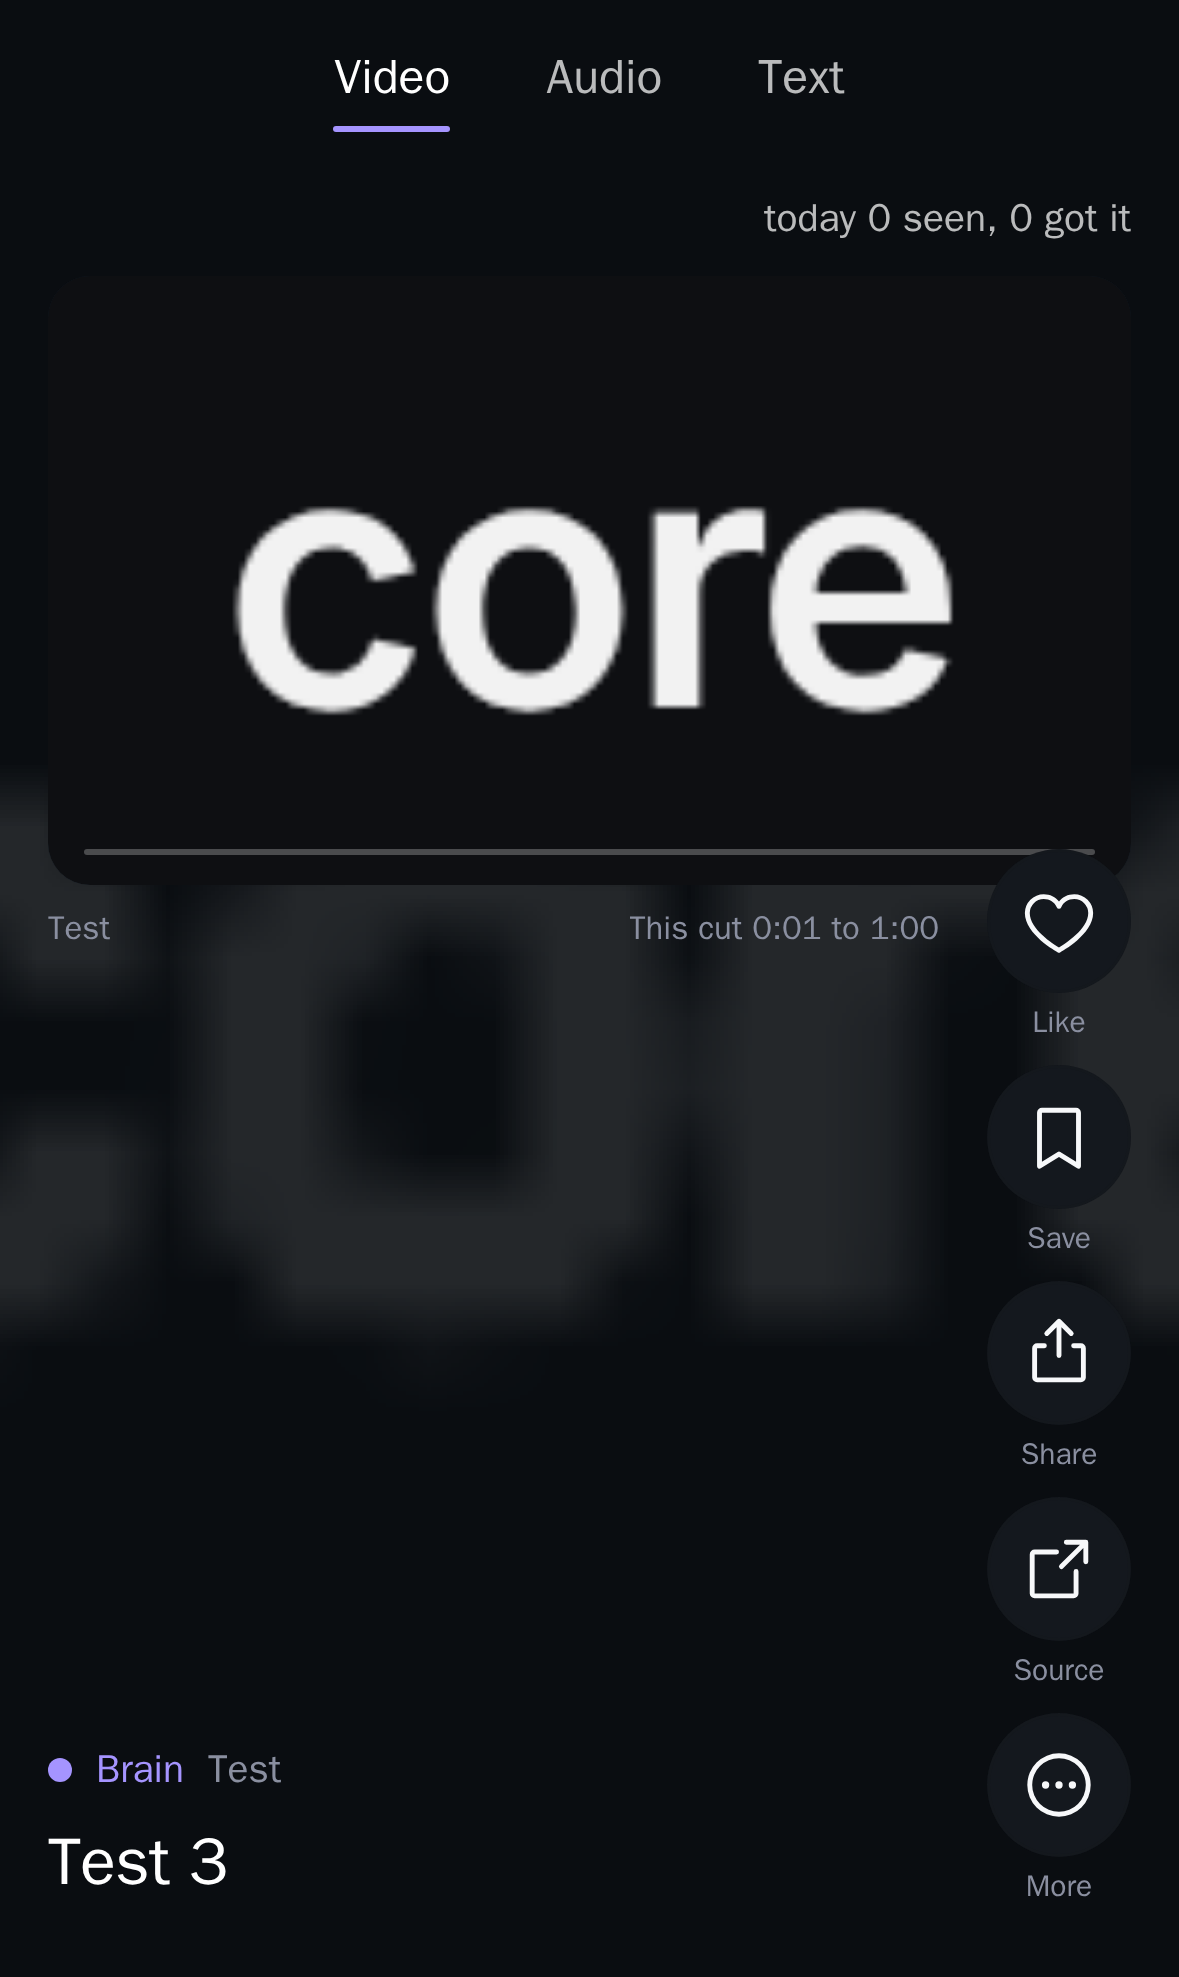 Video Audio Text
today 0 seen, 0 got it
core
Test This cut 0:01 to 1:00
Like
Save
Share
Source
Brain Test
Test 3
More